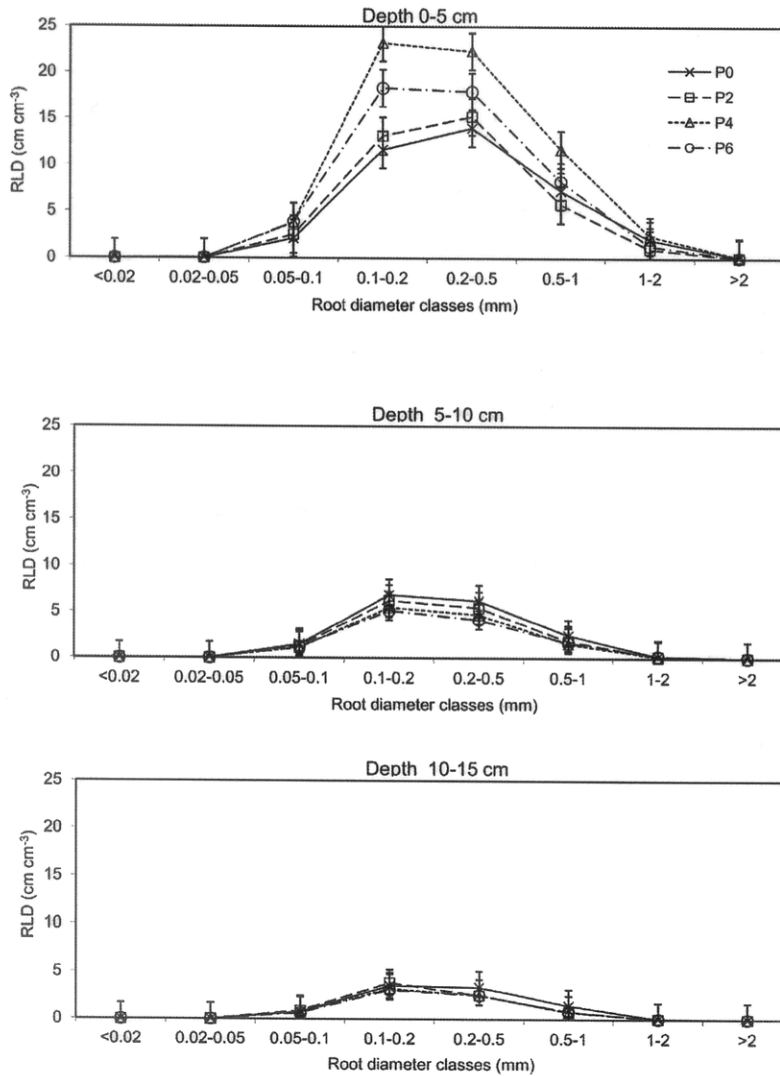 Depth 0-5 cm
25
20
15
10
5
0
RLD (cm cm⁻³)
P0
P2
P4
P6
<0.02 0.02-0.05 0.05-0.1 0.1-0.2 0.2-0.5 0.5-1 1-2 >2
Root diameter classes (mm)
Depth 5-10 cm
25
20
15
10
5
0
RLD (cm cm⁻³)
<0.02 0.02-0.05 0.05-0.1 0.1-0.2 0.2-0.5 0.5-1 1-2 >2
Root diameter classes (mm)
Depth 10-15 cm
25
20
15
10
5
0
RLD (cm cm⁻³)
<0.02 0.02-0.05 0.05-0.1 0.1-0.2 0.2-0.5 0.5-1 1-2 >2
Root diameter classes (mm)